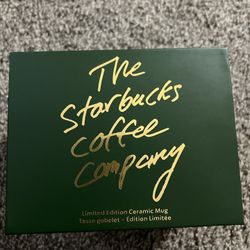 The
Starbucks
coffee
company
Limited Edition Ceramic Mug
Tasse gobelet – Édition Limitée